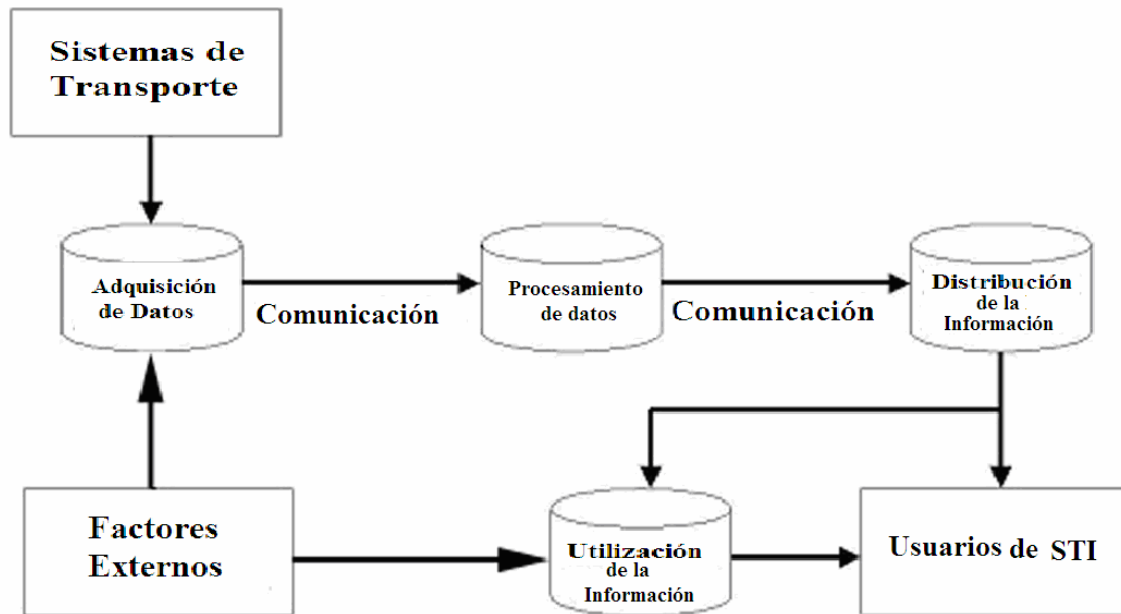 Sistemas de
Transporte
Adquisición
de Datos
Comunicación
Procesamiento
de datos
Comunicación
Distribución
de la
Información
Factores
Externos
Utilización
de la
Información
Usuarios de STI